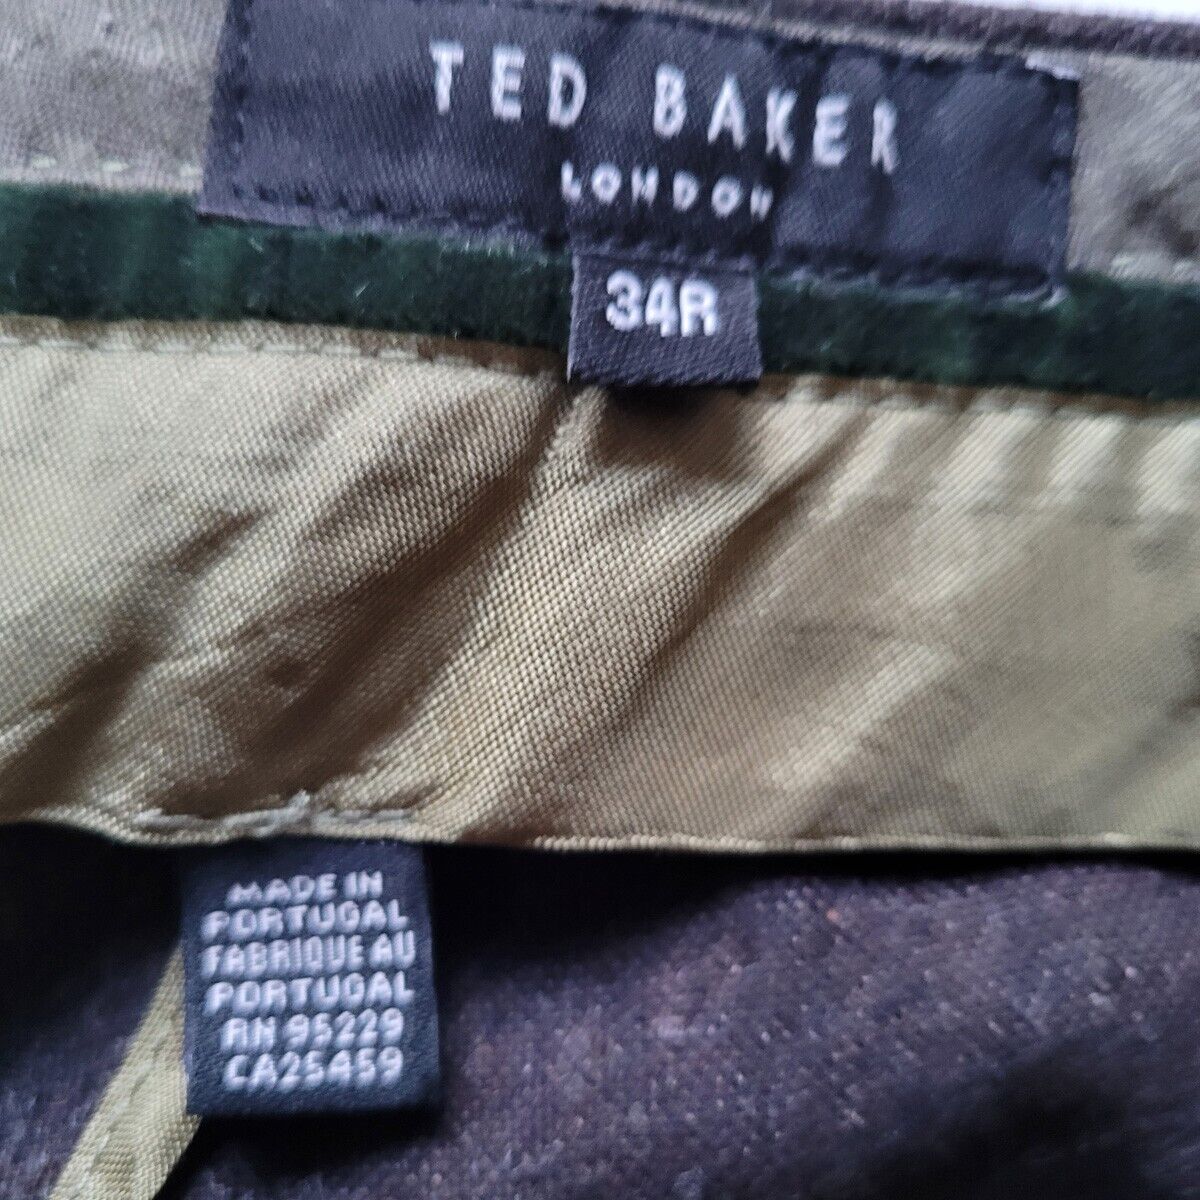 TED BAKER
LONDON
34R
MADE IN
PORTUGAL
FABRIQUE AU
PORTUGAL
RN 95229
CA25459